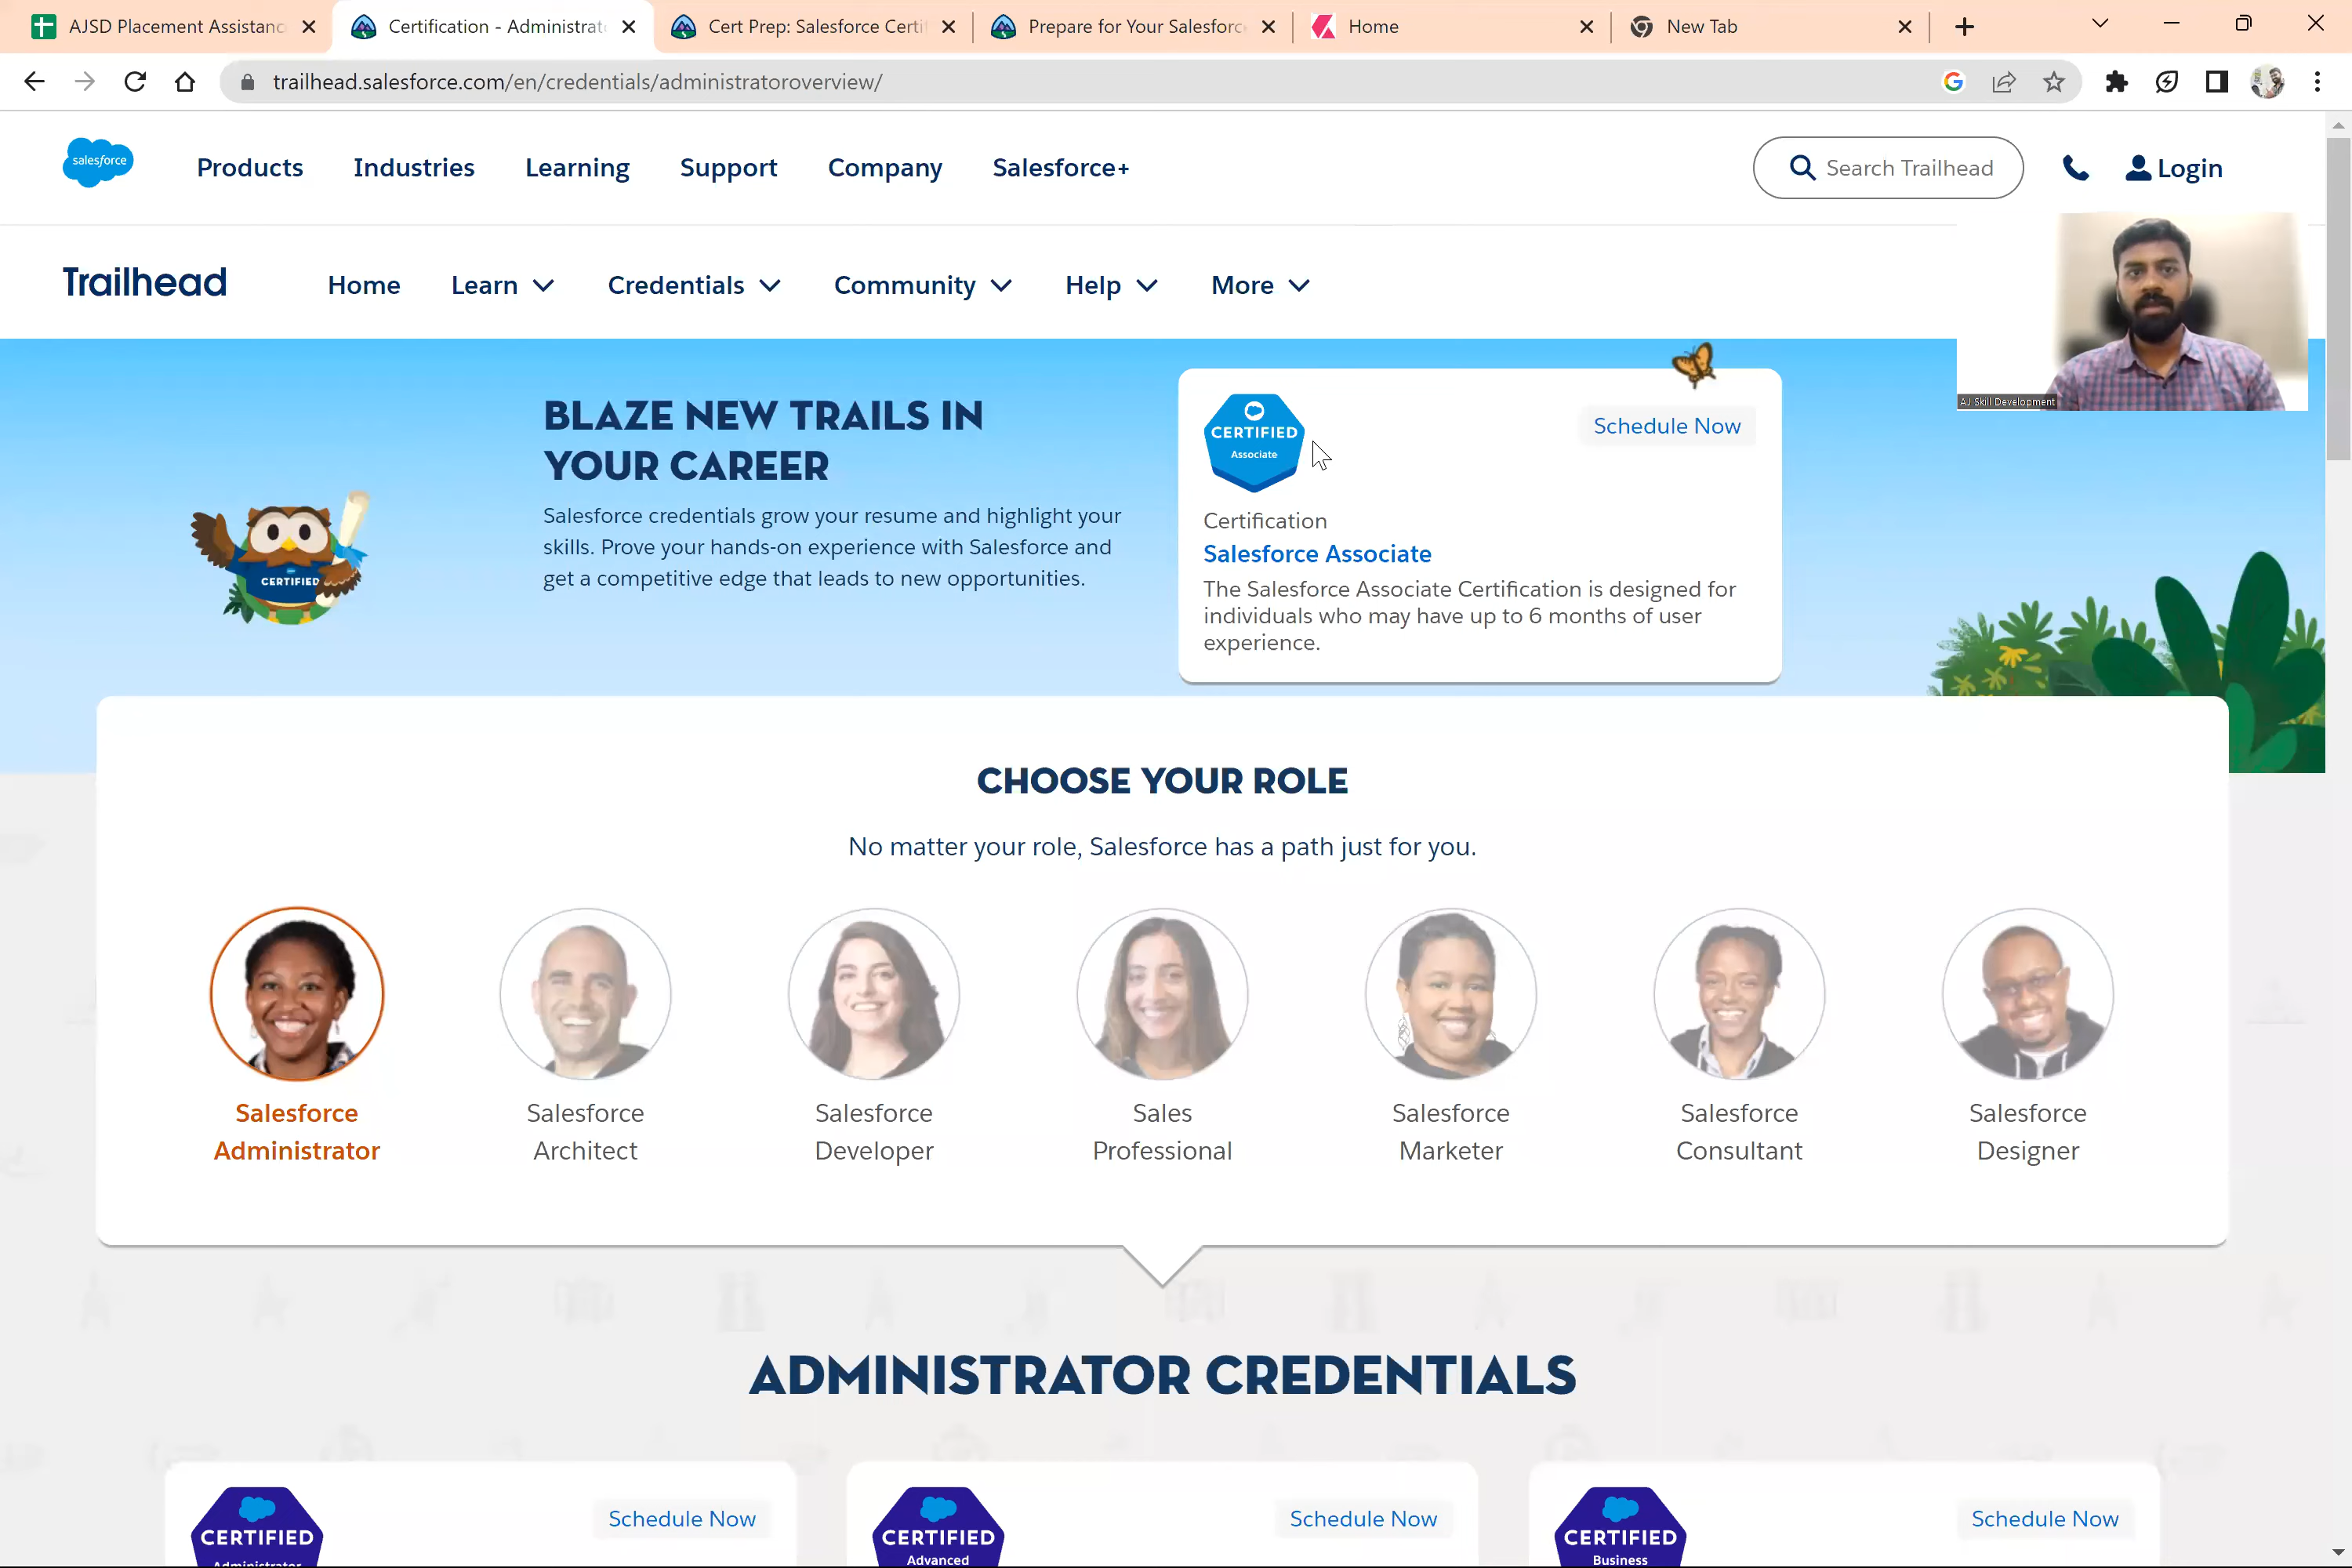 AJSD Placement Assistanc
Certification - Administrat
Cert Prep: Salesforce Certi
Prepare for Your Salesforc
Home
New Tab
trailhead.salesforce.com/en/credentials/administratoroverview/
salesforce
Products
Industries
Learning
Support
Company
Salesforce+
Search Trailhead
Login
Trailhead
Home
Learn
Credentials
Community
Help
More
AJ Skill Development
BLAZE NEW TRAILS IN
YOUR CAREER
Salesforce credentials grow your resume and highlight your
skills. Prove your hands-on experience with Salesforce and
get a competitive edge that leads to new opportunities.
CERTIFIED
CERTIFIED
Associate
Schedule Now
Certification
Salesforce Associate
The Salesforce Associate Certification is designed for
individuals who may have up to 6 months of user
experience.
CHOOSE YOUR ROLE
No matter your role, Salesforce has a path just for you.
Salesforce
Administrator
Salesforce
Architect
Salesforce
Developer
Sales
Professional
Salesforce
Marketer
Salesforce
Consultant
Salesforce
Designer
ADMINISTRATOR CREDENTIALS
CERTIFIED
Administrator
Schedule Now
CERTIFIED
Advanced
Schedule Now
CERTIFIED
Business
Schedule Now